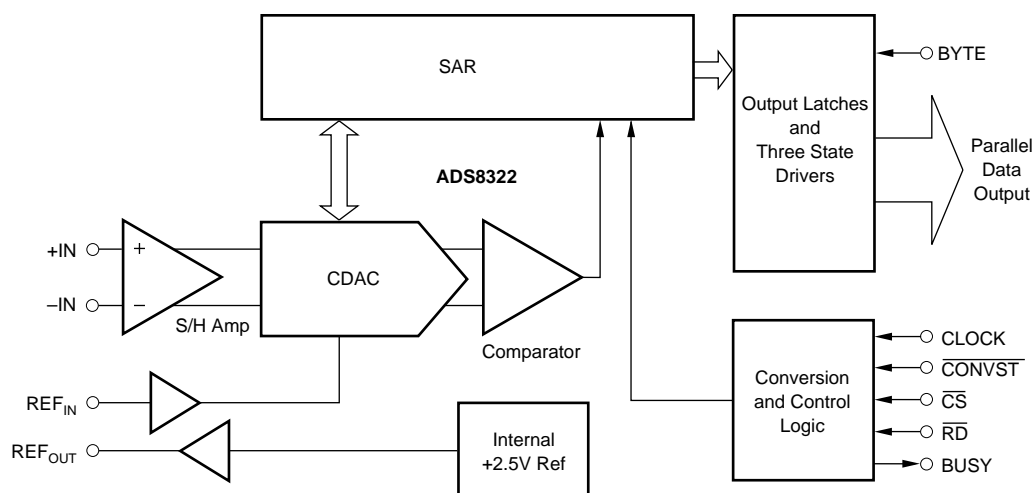 SAR
BYTE
Output Latches
and
Three State
Drivers
Parallel
Data
Output
ADS8322
+IN
+
CDAC
–IN
−
S/H Amp
Comparator
CLOCK
CONVST
Conversion
and Control
Logic
CS
RD
BUSY
REFIN
REFOUT
Internal
+2.5V Ref